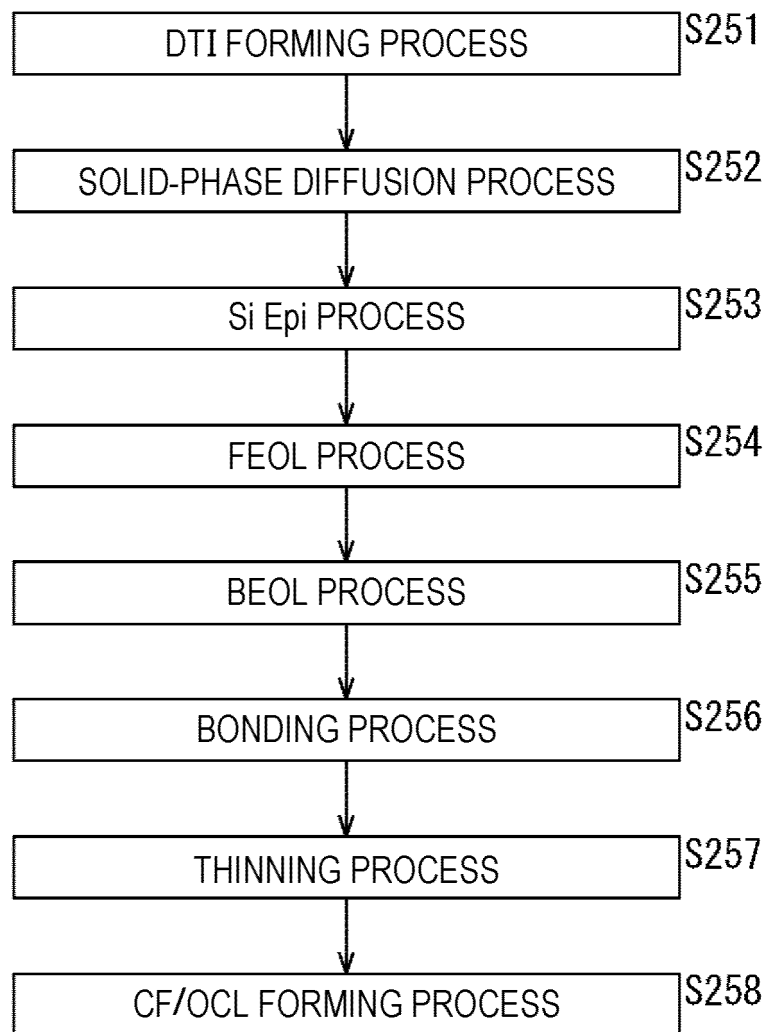 DTI FORMING PROCESS S251
SOLID-PHASE DIFFUSION PROCESS S252
Si Epi PROCESS S253
FEOL PROCESS S254
BEOL PROCESS S255
BONDING PROCESS S256
THINNING PROCESS S257
CF/OCL FORMING PROCESS S258